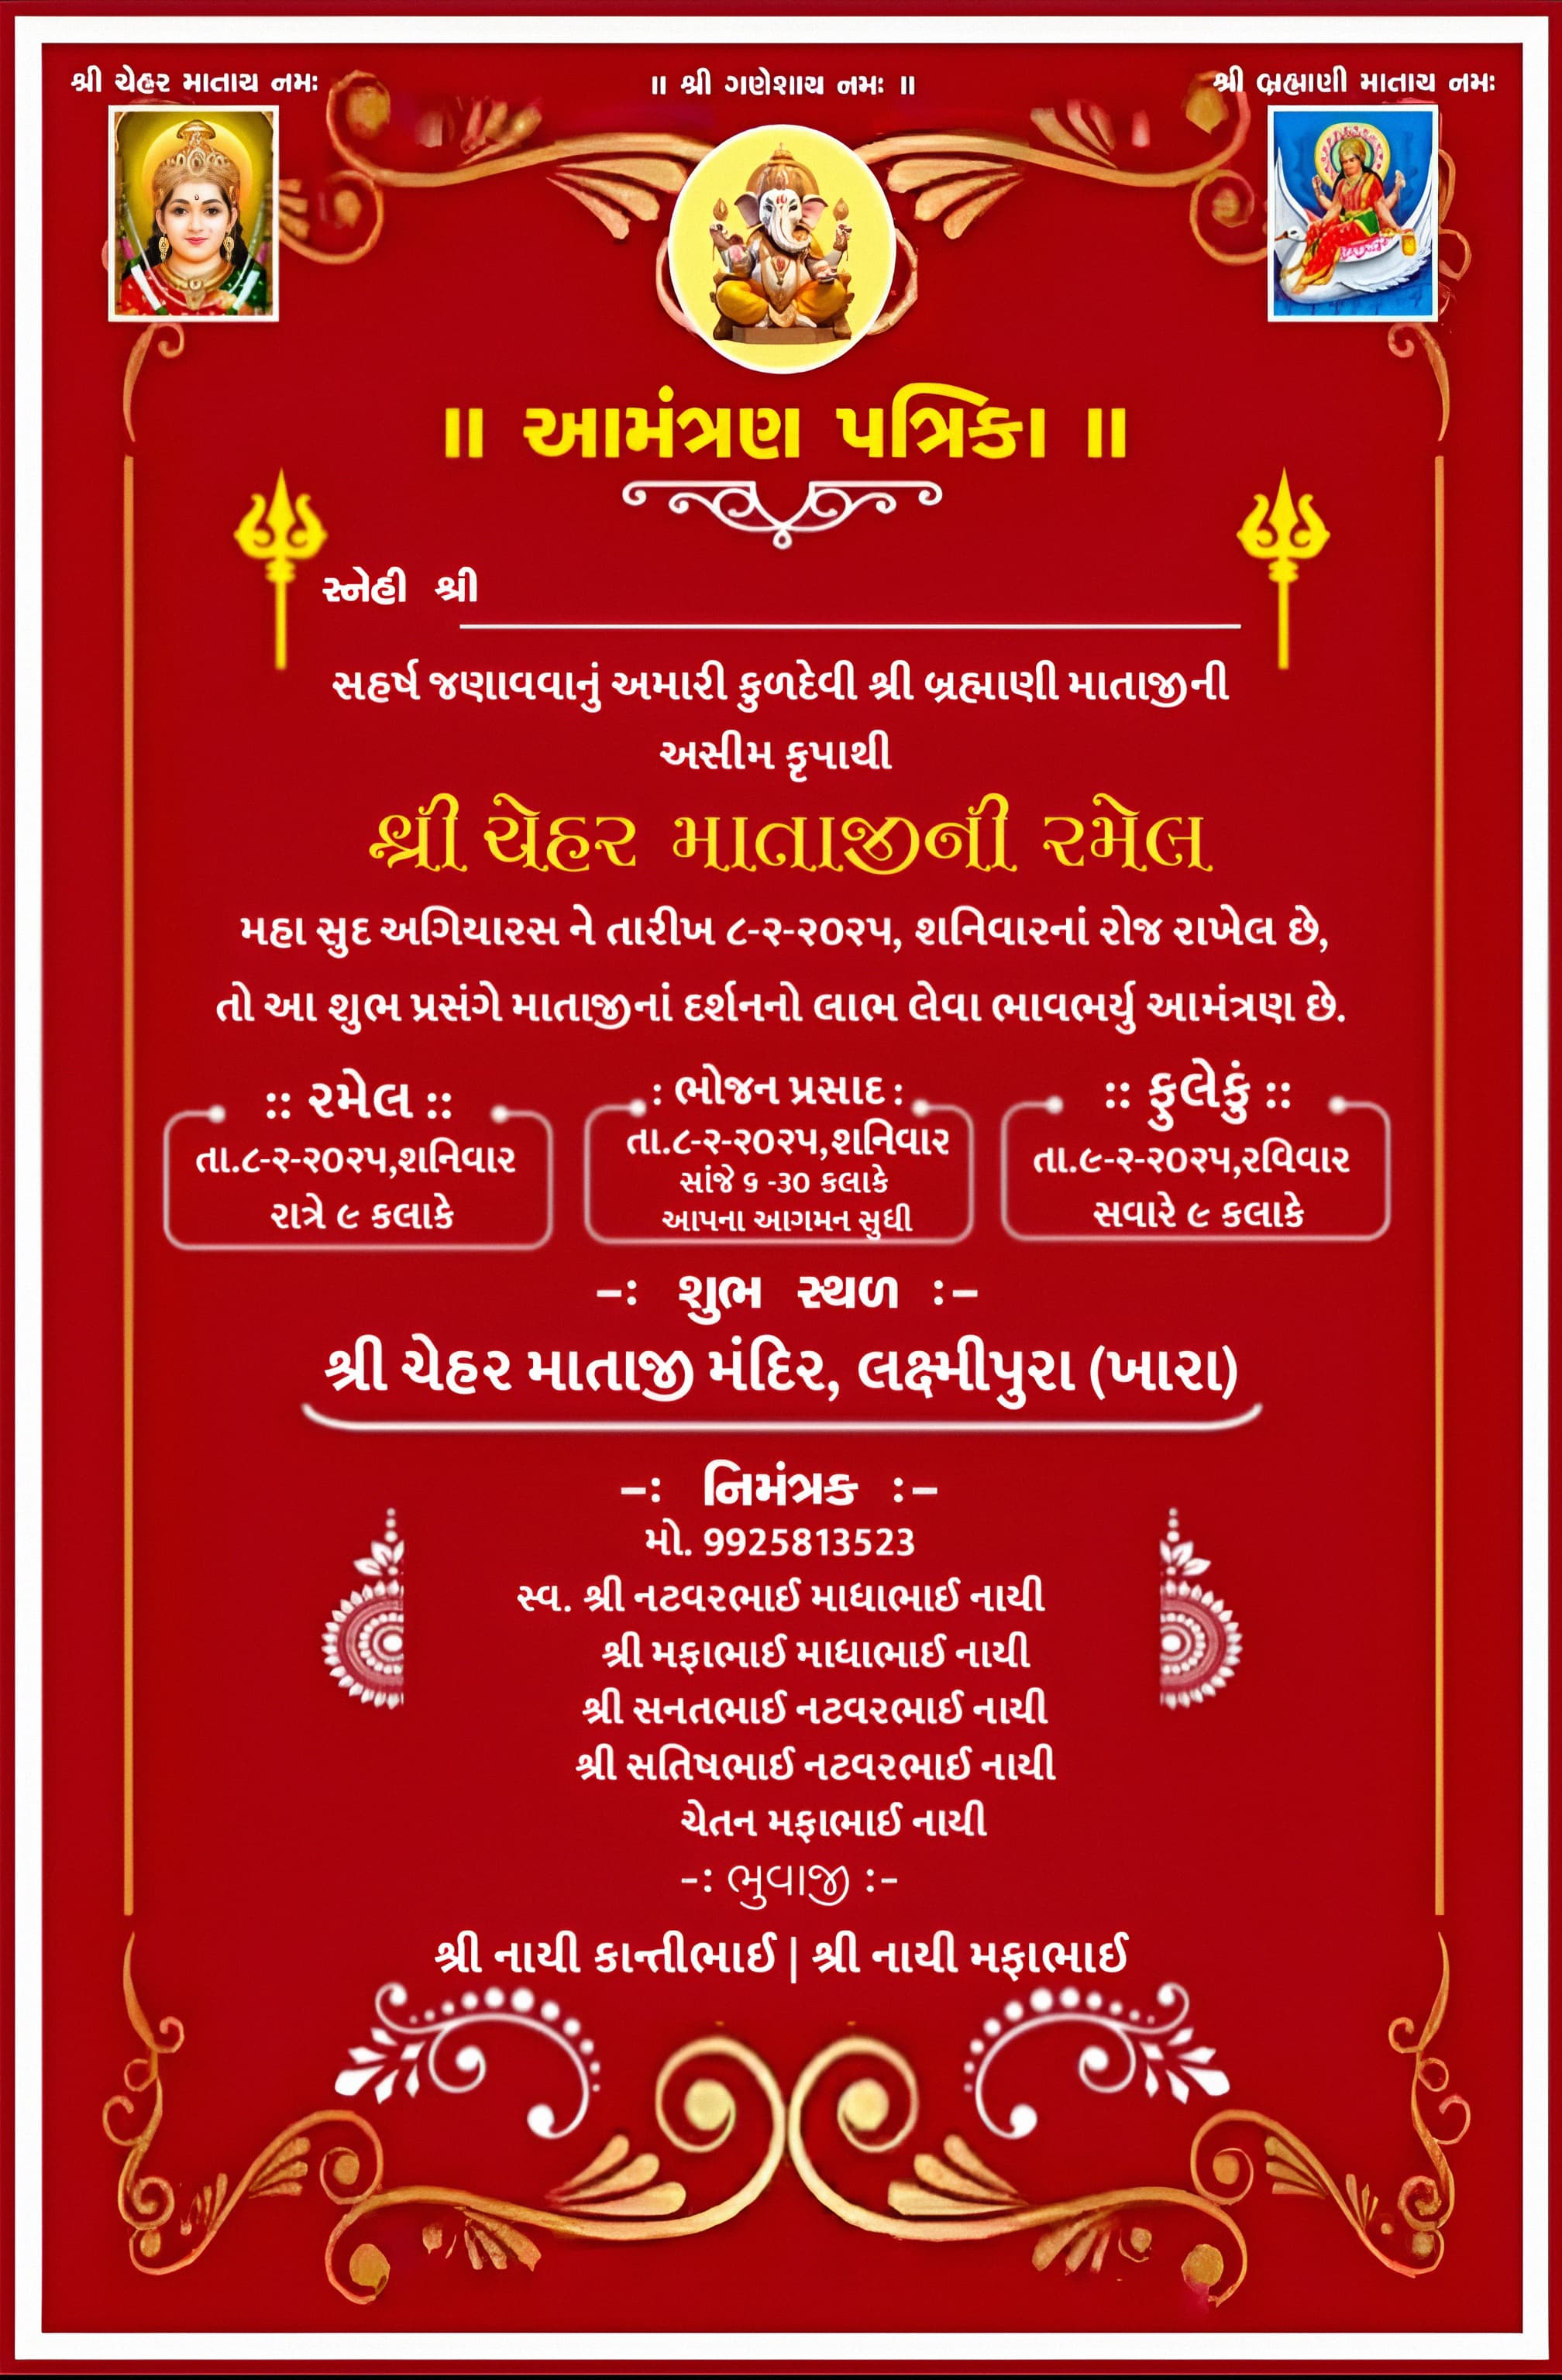 શ્રી ચેહર માતાય નમઃ
॥ શ્રી ગણેશાય નમઃ ॥
શ્રી બ્રહ્માણી માતાય નમઃ
॥ આમંત્રણ પત્રિકા ॥
સ્નેહી શ્રી
સહર્ષ જણાવવાનું અમારી કુળદેવી શ્રી બ્રહ્માણી માતાજીની
અસીમ કૃપાથી
શ્રી ચેહર માતાજીની રમેલ
મહા સુદ અગિયારસ ને તારીખ ૮-૨-૨૦૨૫, શનિવારનાં રોજ રાખેલ છે,
તો આ શુભ પ્રસંગે માતાજીનાં દર્શનનો લાભ લેવા ભાવભર્યુ આમંત્રણ છે.
:: રમેલ ::
તા.૮-૨-૨૦૨૫,શનિવાર
રાત્રે ૯ કલાકે
: ભોજન પ્રસાદ :
તા.૮-૨-૨૦૨૫,શનિવાર
સાંજે ૬ -૩૦ કલાકે
આપના આગમન સુધી
:: ફુલેકું ::
તા.૯-૨-૨૦૨૫,રવિવાર
સવારે ૯ કલાકે
-: શુભ સ્થળ :-
શ્રી ચેહર માતાજી મંદિર, લક્ષ્મીપુરા (ખારા)
-: નિમંત્રક :-
મો. 9925813523
સ્વ. શ્રી નટવરભાઈ માધાભાઈ નાયી
શ્રી મફાભાઈ માધાભાઈ નાયી
શ્રી સનતભાઈ નટવરભાઈ નાયી
શ્રી સતિષભાઈ નટવરભાઈ નાયી
ચેતન મફાભાઈ નાયી
-: ભુવાજી :-
શ્રી નાયી કાન્તીભાઈ | શ્રી નાયી મફાભાઈ